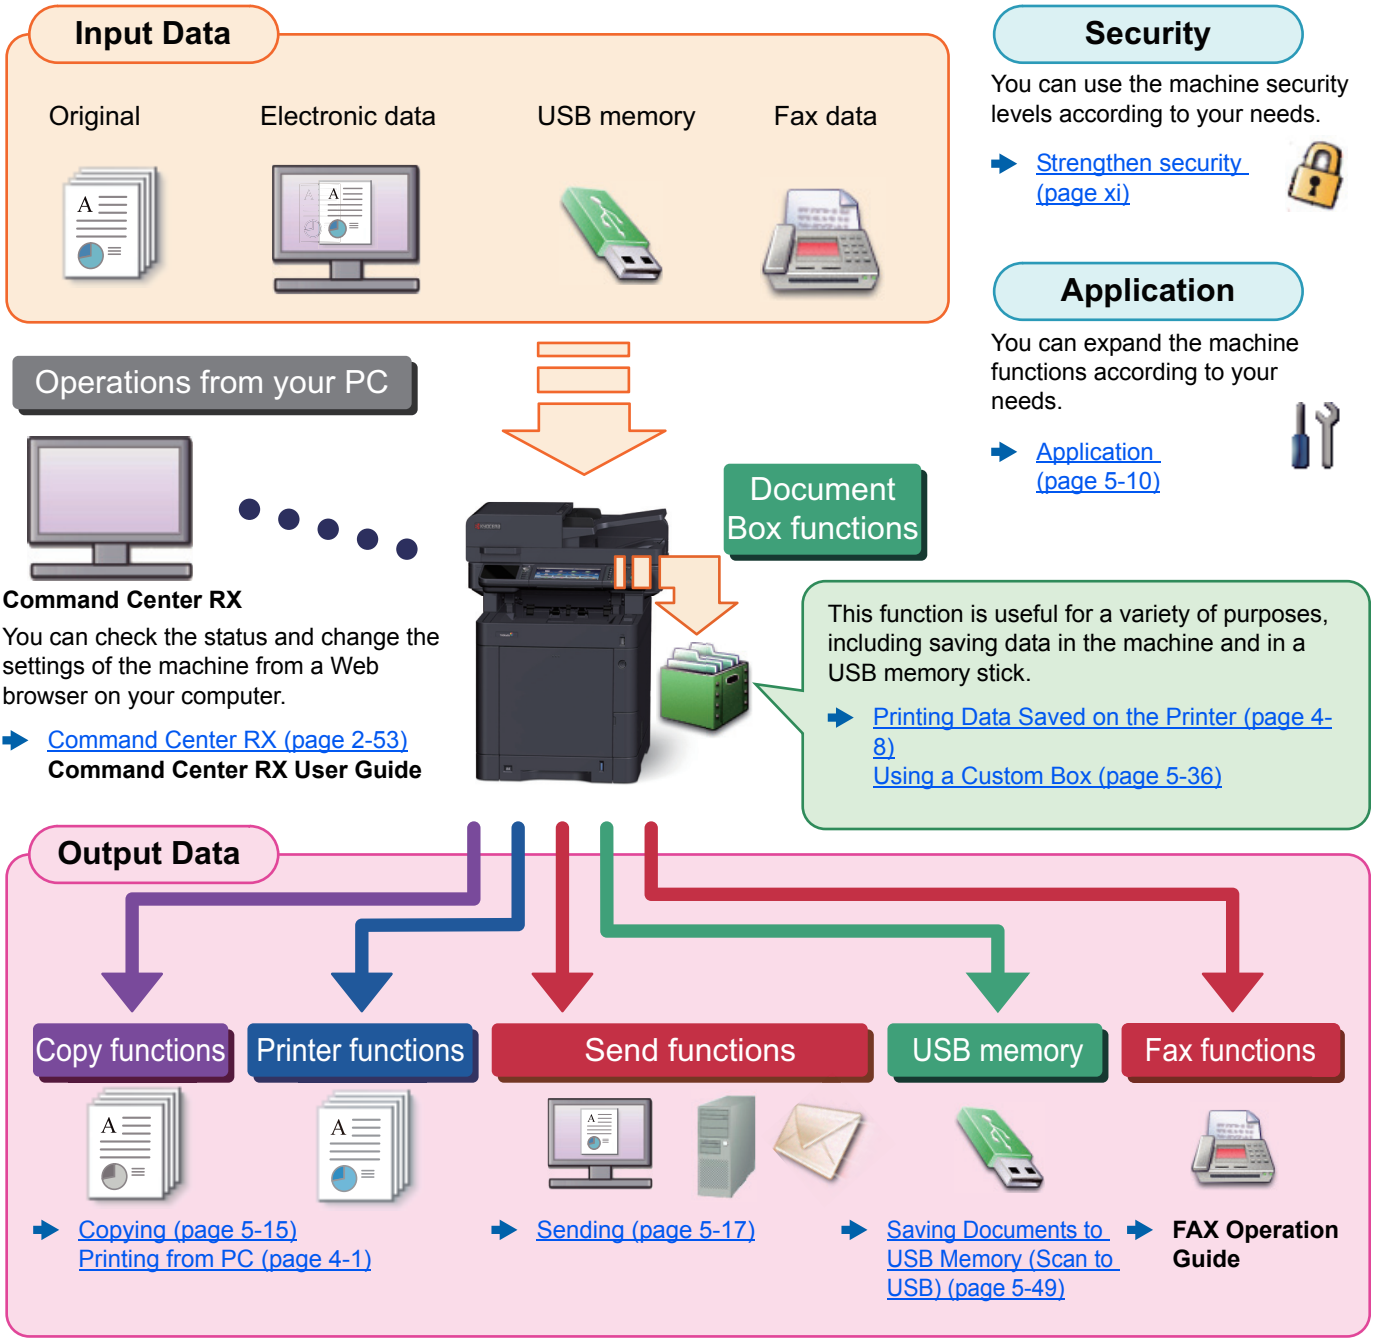 Input Data
Original
Electronic data
USB memory
Fax data
Security
You can use the machine security
levels according to your needs.
Strengthen security
(page xi)
Application
You can expand the machine
functions according to your
needs.
Application
(page 5-10)
Operations from your PC
Command Center RX
You can check the status and change the
settings of the machine from a Web
browser on your computer.
Command Center RX (page 2-53)
Command Center RX User Guide
Document
Box functions
This function is useful for a variety of purposes,
including saving data in the machine and in a
USB memory stick.
Printing Data Saved on the Printer (page 4-
8)
Using a Custom Box (page 5-36)
Output Data
Copy functions
Printer functions
Send functions
USB memory
Fax functions
A
A
A
A
A
A
Copying (page 5-15)
Printing from PC (page 4-1)
Sending (page 5-17)
Saving Documents to
USB Memory (Scan to
USB) (page 5-49)
FAX Operation
Guide